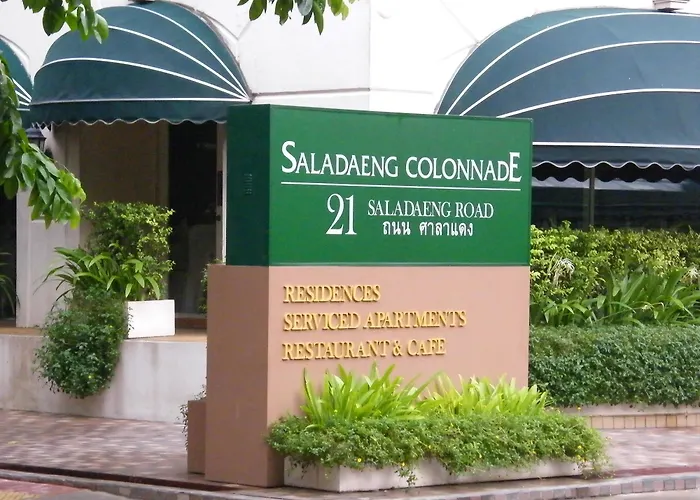 SALADAENG COLONNADE
21 SALADAENG ROAD
ถนน ศาลาแดง
RESIDENCES
SERVICED APARTMENTS
RESTAURANT & CAFE